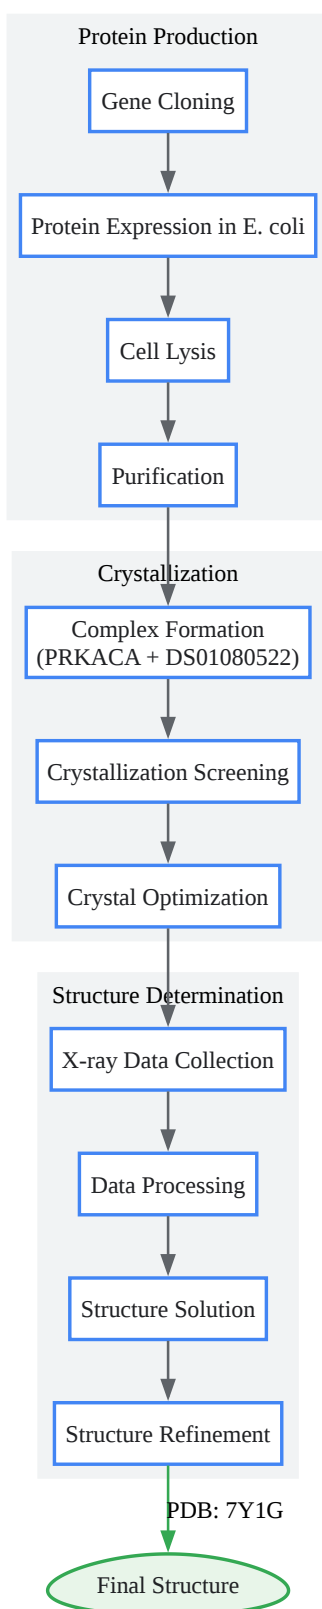 Protein Production
Gene Cloning
Protein Expression in E. coli
Cell Lysis
Purification
Crystallization
Complex Formation
(PRKACA + DS01080522)
Crystallization Screening
Crystal Optimization
Structure Determination
X-ray Data Collection
Data Processing
Structure Solution
Structure Refinement
PDB: 7Y1G
Final Structure